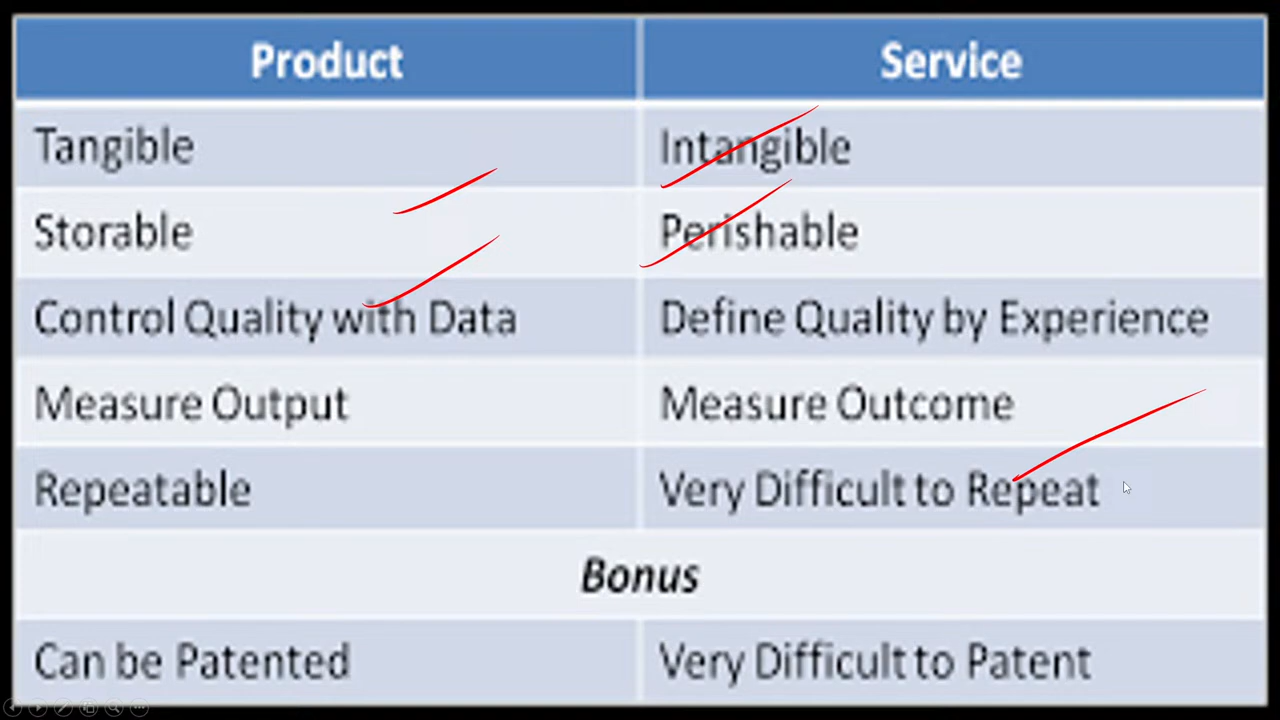 Product Service
Tangible Intangible
Storable Perishable
Control Quality with Data Define Quality by Experience
Measure Output Measure Outcome
Repeatable Very Difficult to Repeat
Bonus
Can be Patented Very Difficult to Patent